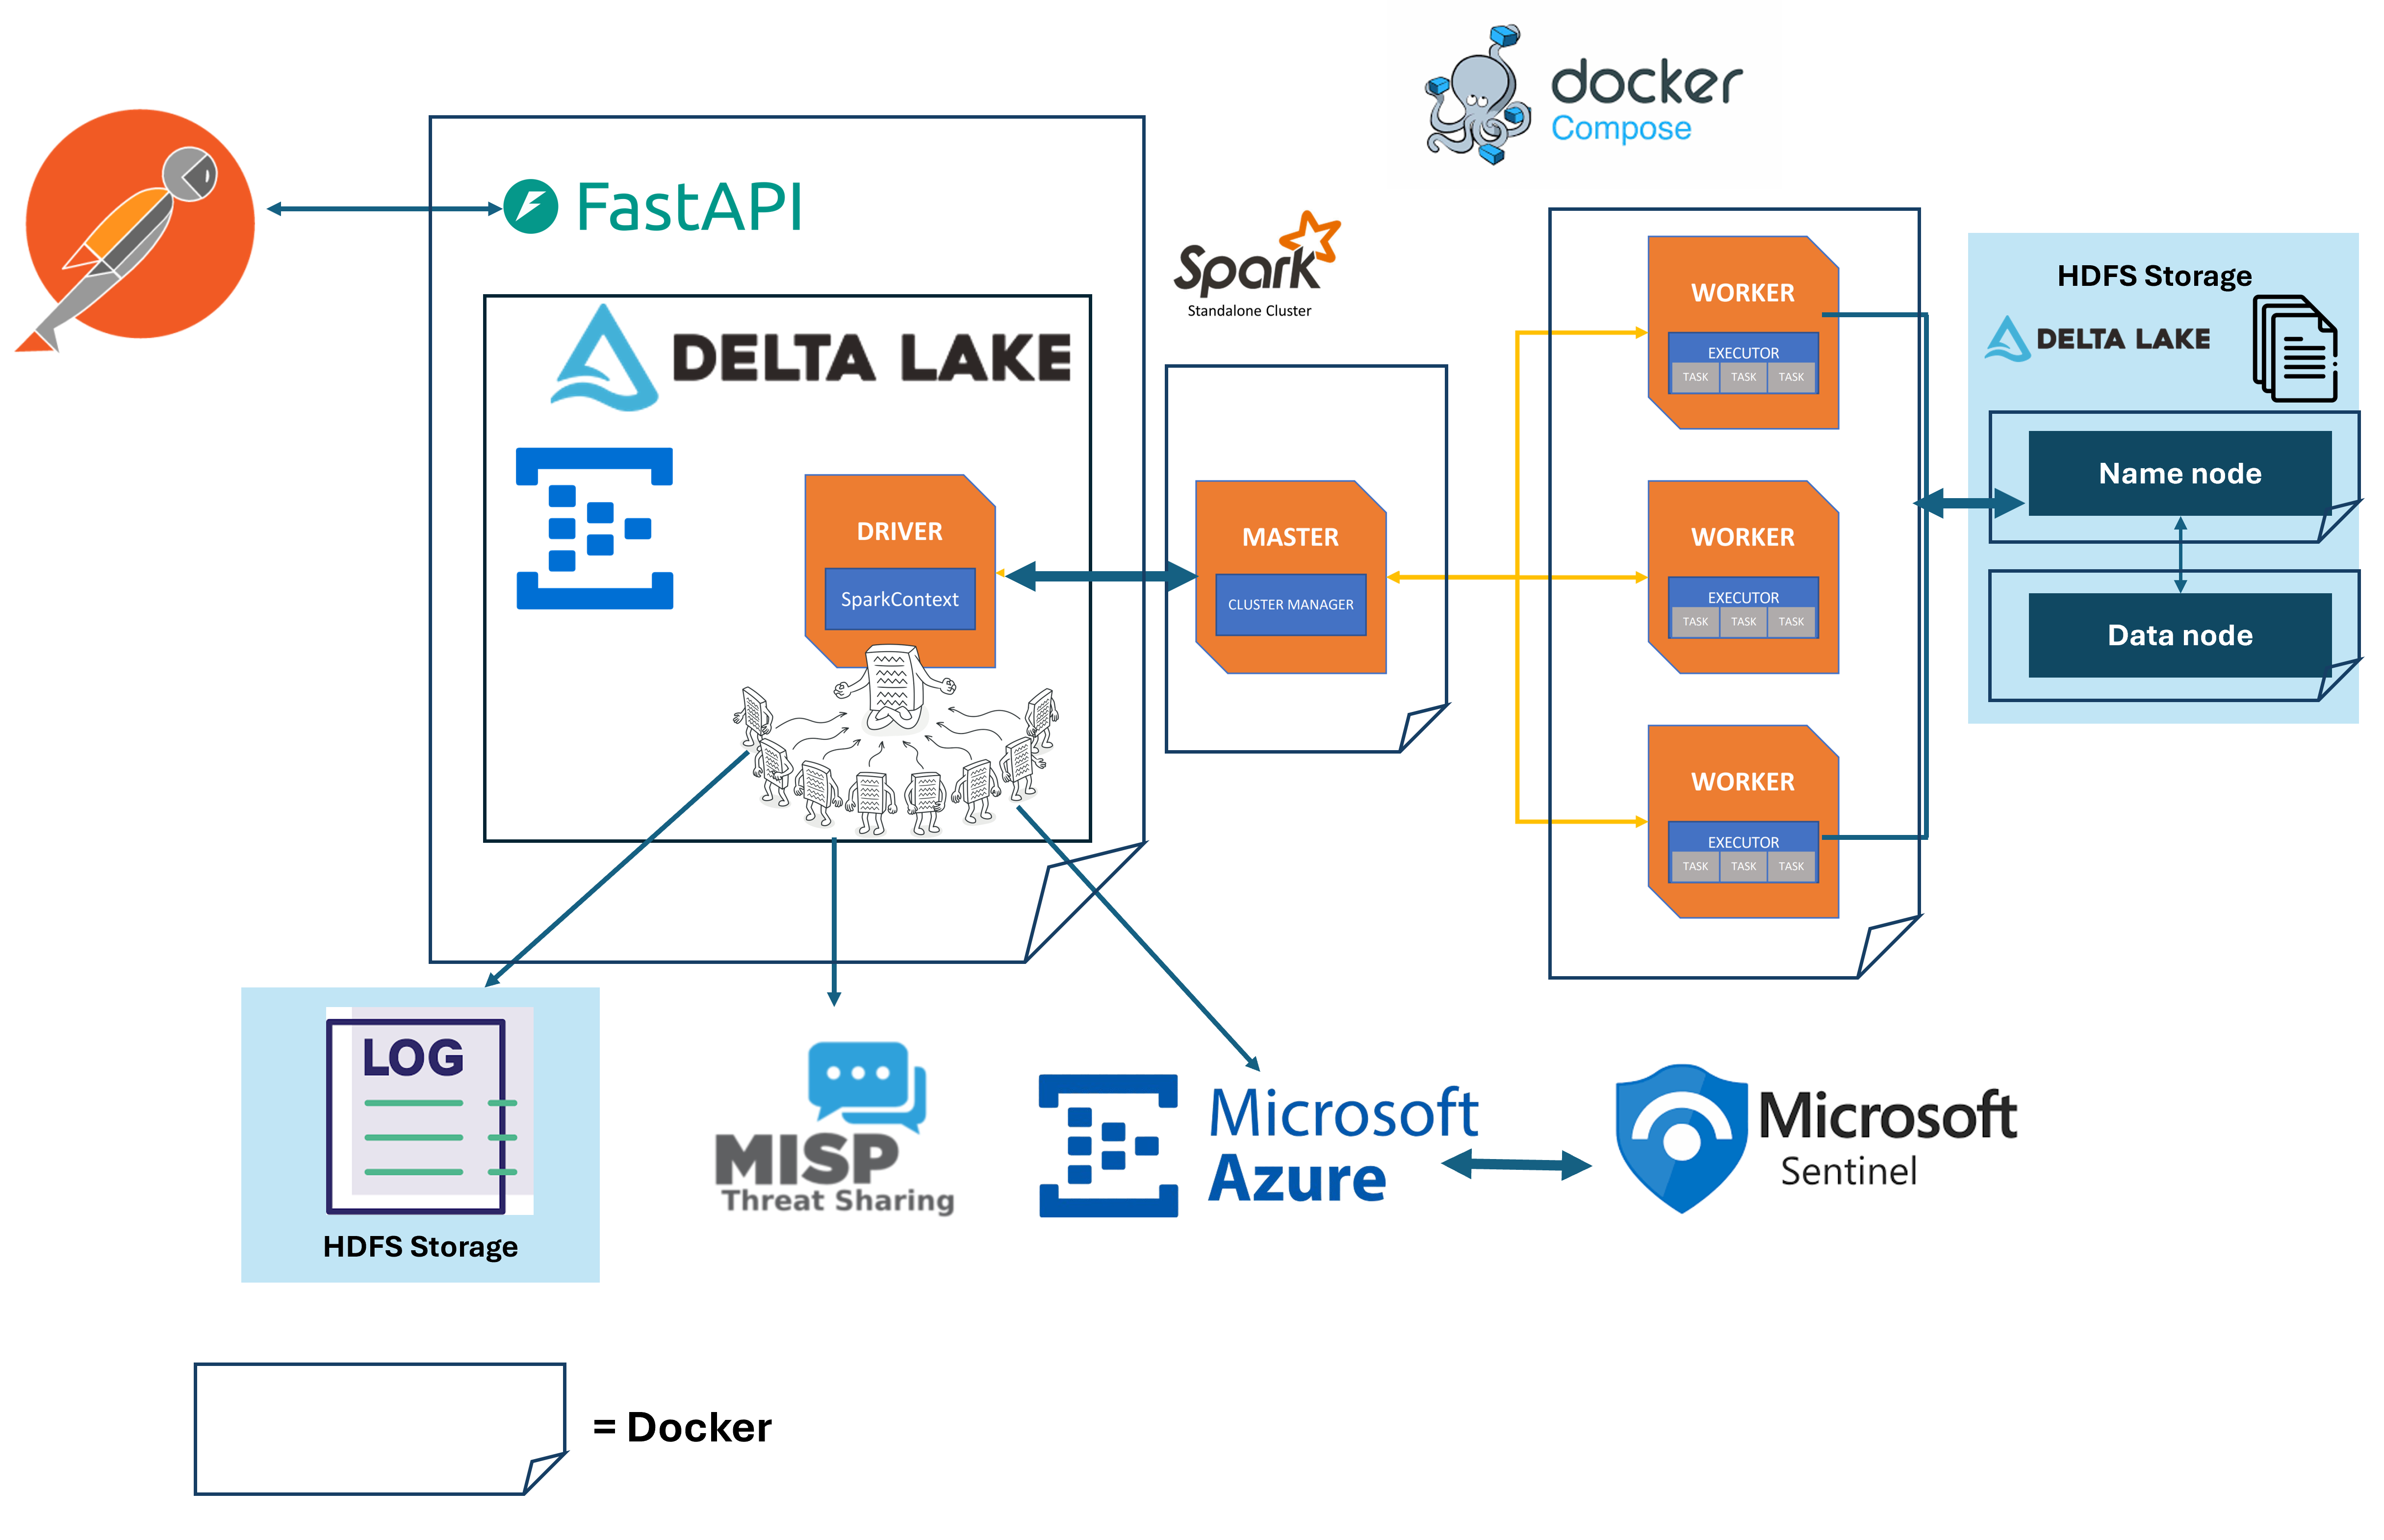 docker
Compose
FastAPI
Spark
Standalone Cluster
DELTA LAKE
DRIVER
SparkContext
MASTER
CLUSTER MANAGER
WORKER
EXECUTOR
TASK TASK TASK
WORKER
EXECUTOR
TASK TASK TASK
WORKER
EXECUTOR
TASK TASK TASK
HDFS Storage
DELTA LAKE
Name node
Data node
LOG
HDFS Storage
MISP
Threat Sharing
Microsoft
Azure
Microsoft
Sentinel
= Docker